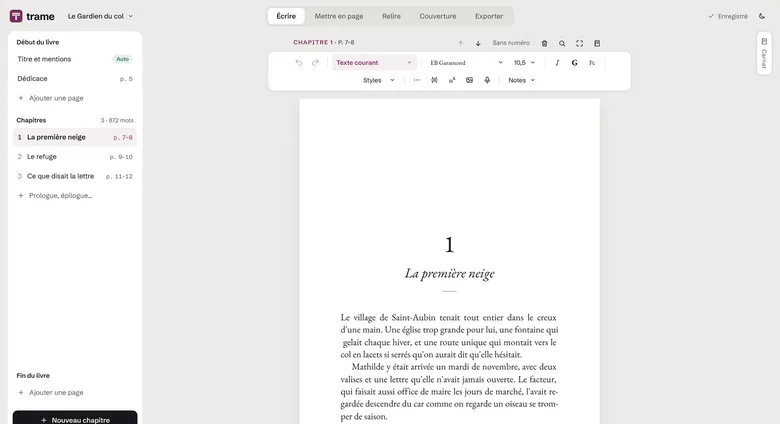 trame
Le Gardien du col
Écrire
Mettre en page
Relire
Couverture
Exporter
Enregistré
Début du livre
Titre et mentions
Auto
Dédicace
p. 5
+ Ajouter une page
Chapitres
3 · 872 mots
1 La première neige
p. 7–8
2 Le refuge
p. 9–10
3 Ce que disait la lettre
p. 11–12
+ Prologue, épilogue…
Fin du livre
+ Ajouter une page
+ Nouveau chapitre
CHAPITRE 1 · P. 7–8
Sans numéro
Texte courant
EB Garamond
10,5
I
G
Pc
Styles
Notes
Carnet
1
La première neige
Le village de Saint-Aubin tenait tout entier dans le creux
d'une main. Une église trop grande pour lui, une fontaine qui
gelait chaque hiver, et une route unique qui montait vers le
col en lacets si serrés qu'on aurait dit qu'elle hésitait.
Mathilde y était arrivée un mardi de novembre, avec deux
valises et une lettre qu'elle n'avait jamais ouverte. Le facteur,
qui faisait aussi office de maire les jours de marché, l'avait re-
gardée descendre du car comme on regarde un oiseau se trom-
per de saison.